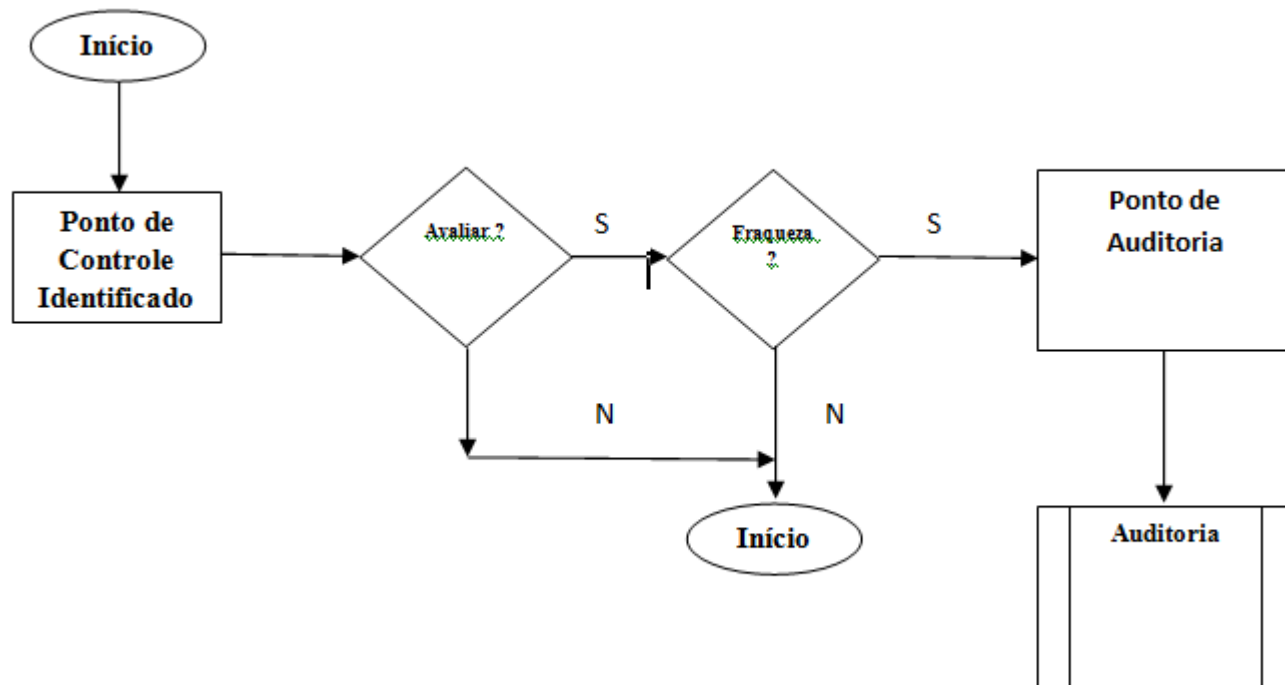 Início
Ponto de
Controle
Identificado
Avaliar ?
S
Fraqueza
?
S
Ponto de
Auditoria
N
N
Início
Auditoria